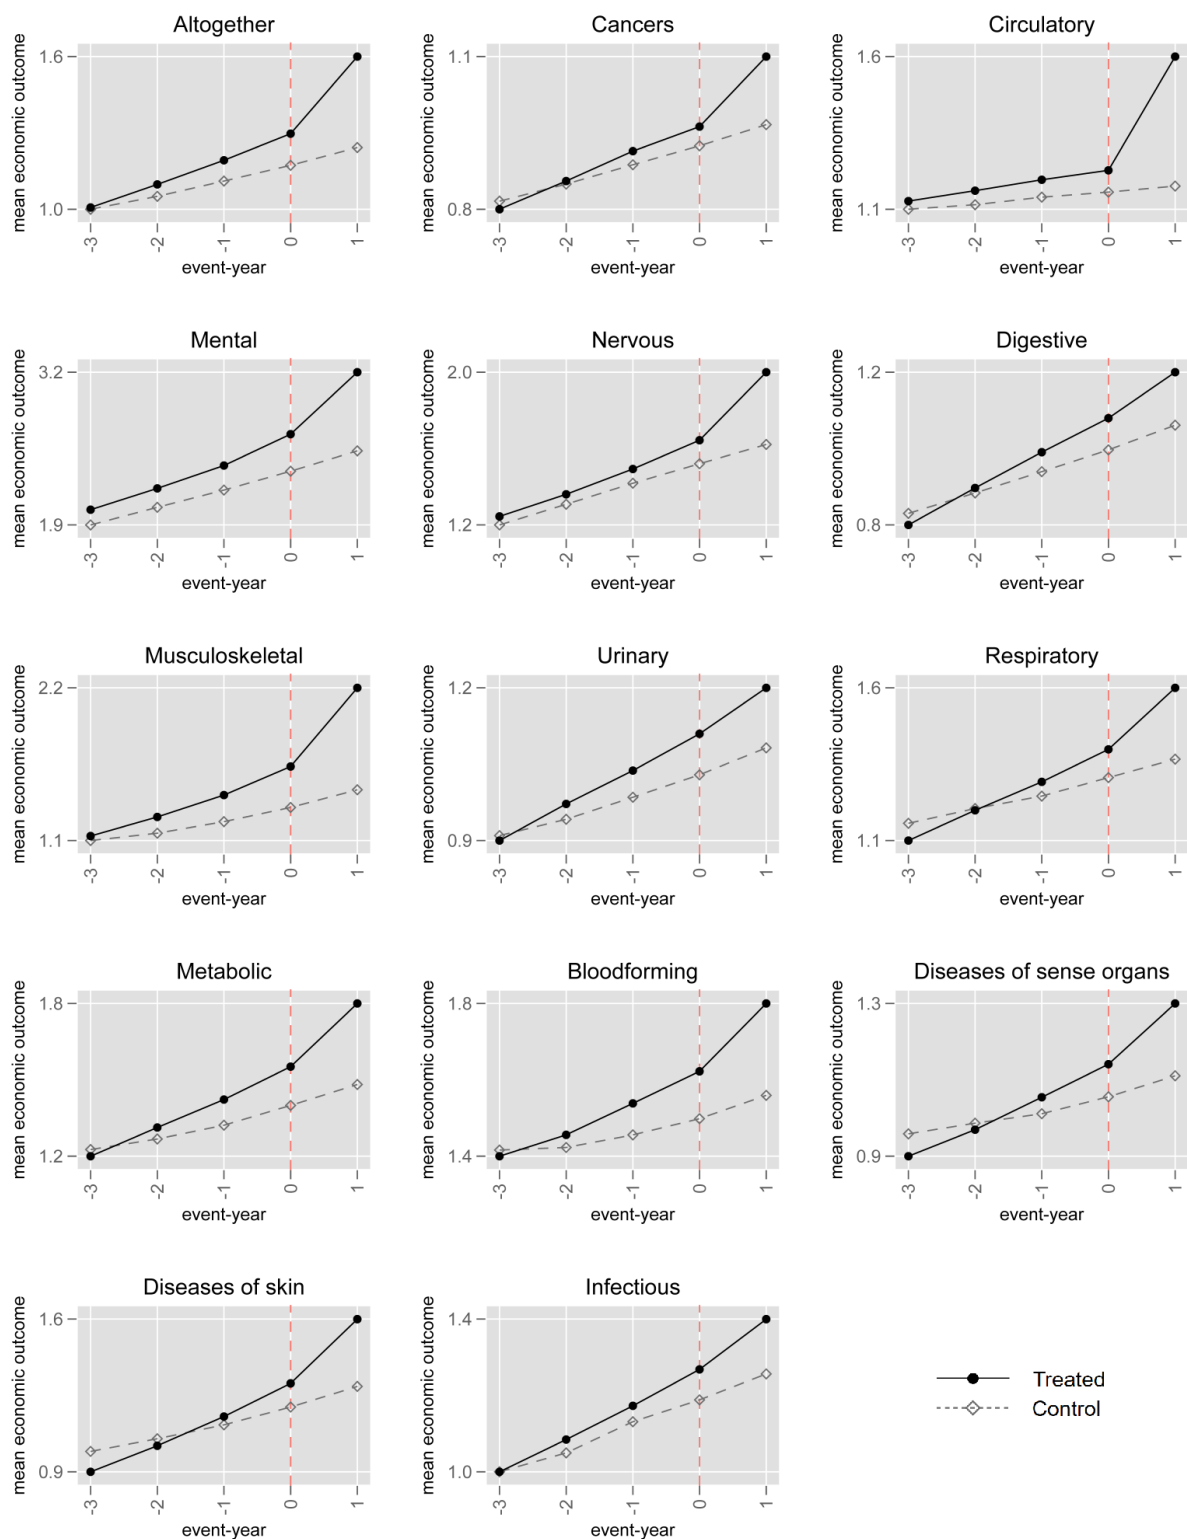 Altogether
mean economic outcome
1.6
1.0
-3 -2 -1 0 1
event-year
Cancers
mean economic outcome
1.1
0.8
-3 -2 -1 0 1
event-year
Circulatory
mean economic outcome
1.6
1.1
-3 -2 -1 0 1
event-year
Mental
mean economic outcome
3.2
1.9
-3 -2 -1 0 1
event-year
Nervous
mean economic outcome
2.0
1.2
-3 -2 -1 0 1
event-year
Digestive
mean economic outcome
1.2
0.8
-3 -2 -1 0 1
event-year
Musculoskeletal
mean economic outcome
2.2
1.1
-3 -2 -1 0 1
event-year
Urinary
mean economic outcome
1.2
0.9
-3 -2 -1 0 1
event-year
Respiratory
mean economic outcome
1.6
1.1
-3 -2 -1 0 1
event-year
Metabolic
mean economic outcome
1.8
1.2
-3 -2 -1 0 1
event-year
Bloodforming
mean economic outcome
1.8
1.4
-3 -2 -1 0 1
event-year
Diseases of sense organs
mean economic outcome
1.3
0.9
-3 -2 -1 0 1
event-year
Diseases of skin
mean economic outcome
1.6
0.9
-3 -2 -1 0 1
event-year
Infectious
mean economic outcome
1.4
1.0
-3 -2 -1 0 1
event-year
Treated
Control